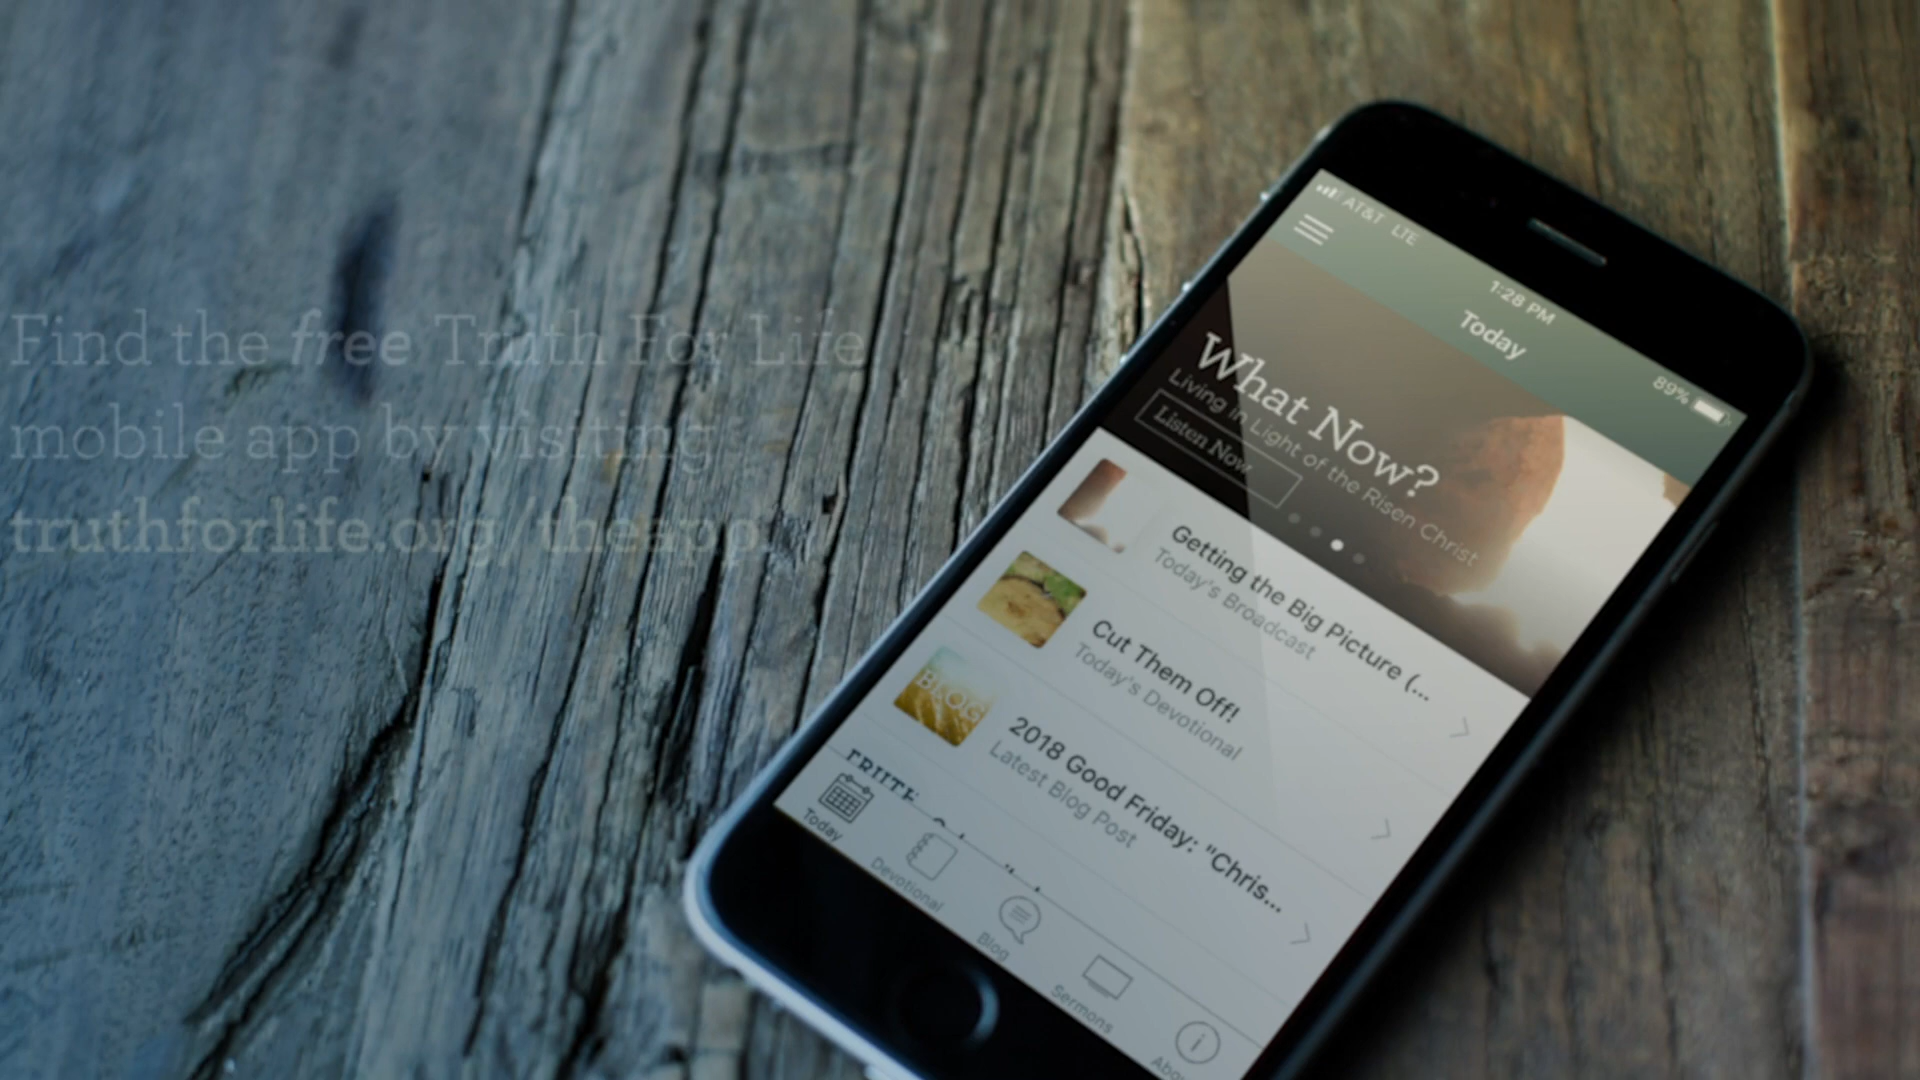 Find the free Truth For Life
mobile app by visiting
truthforlife.org/theapp.
AT&T LTE
1:28 PM
89%
Today
What Now?
Living in Light of the Risen Christ
Listen Now
Getting the Big Picture (...
Today's Broadcast
Cut Them Off!
Today's Devotional
BLOG
2018 Good Friday: "Chris...
Latest Blog Post
Today
Devotional
Blog
Sermons